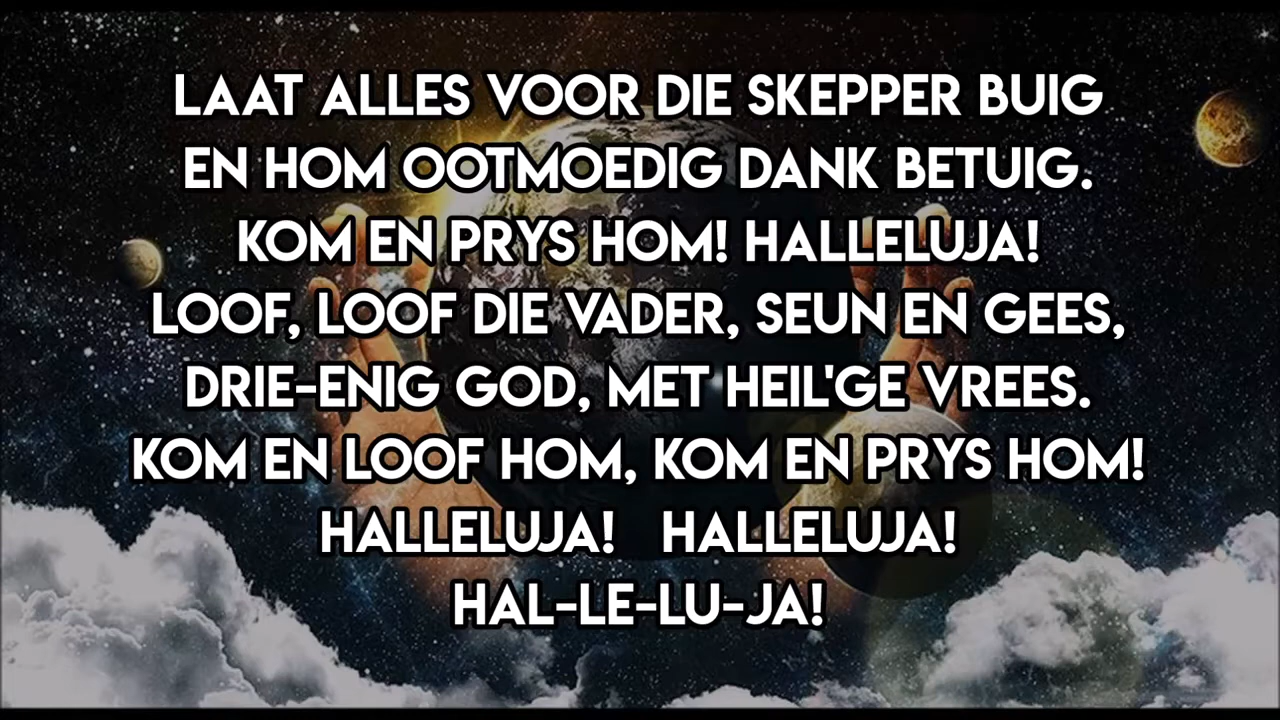 LAAT ALLES VOOR DIE SKEPPER BUIG
EN HOM OOTMOEDIG DANK BETUIG.
KOM EN PRYS HOM! HALLELUJA!
LOOF, LOOF DIE VADER, SEUN EN GEES,
DRIE-ENIG GOD, MET HEIL'GE VREES.
KOM EN LOOF HOM, KOM EN PRYS HOM!
HALLELUJA! HALLELUJA!
HAL-LE-LU-JA!